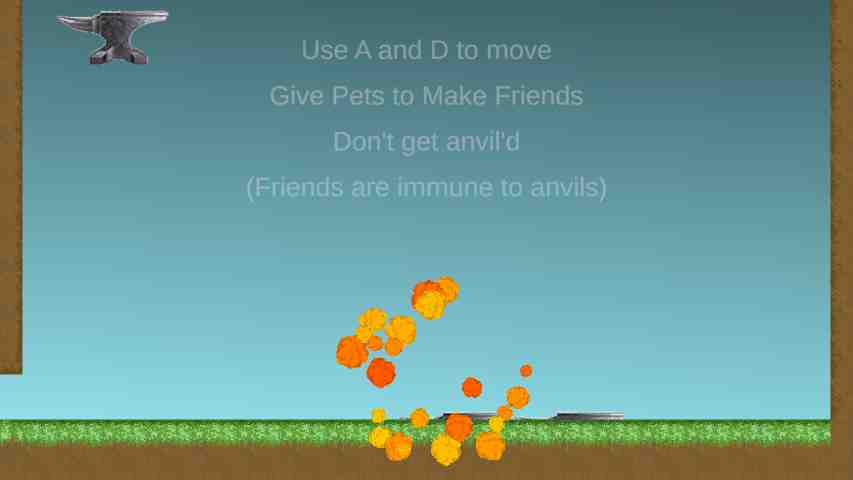 Use A and D to move
Give Pets to Make Friends
Don't get anvil'd
(Friends are immune to anvils)